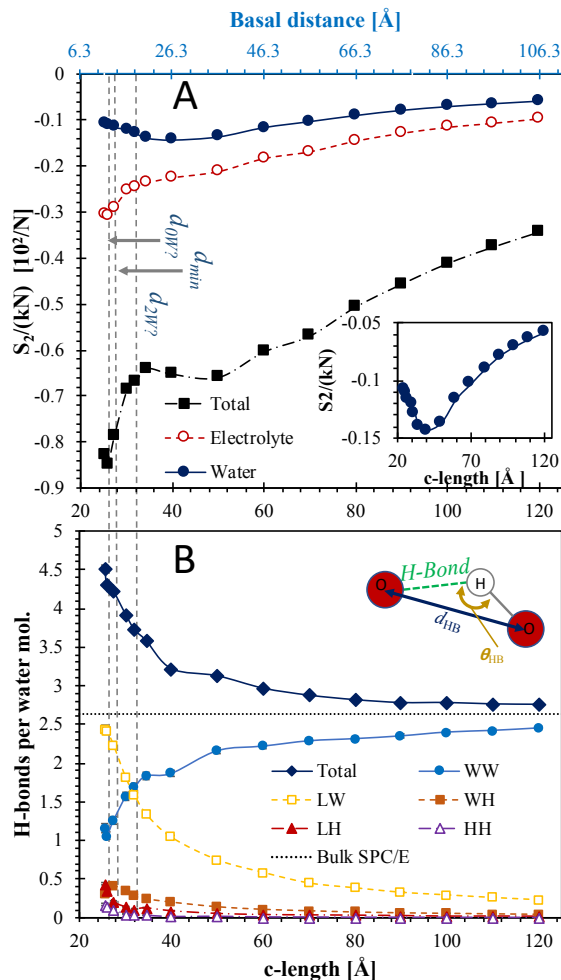 Basal distance [Å]
6.3 26.3 46.3 66.3 86.3 106.3
A
0
-0.1
-0.2
-0.3
-0.4
-0.5
-0.6
-0.7
-0.8
-0.9
S₂/(kN) [10²/N]
d0W?
dmin
d2W?
Total
Electrolyte
Water
-0.05
-0.1
-0.15
S2/(kN)
20 70 120
c-length [Å ]
20 40 60 80 100 120
B
5
4.5
4
3.5
3
2.5
2
1.5
1
0.5
0
H-bonds per water mol.
H-Bond
H
O
O
dHB
θHB
Total WW
LW WH
LH HH
Bulk SPC/E
20 40 60 80 100 120
c-length [Å]